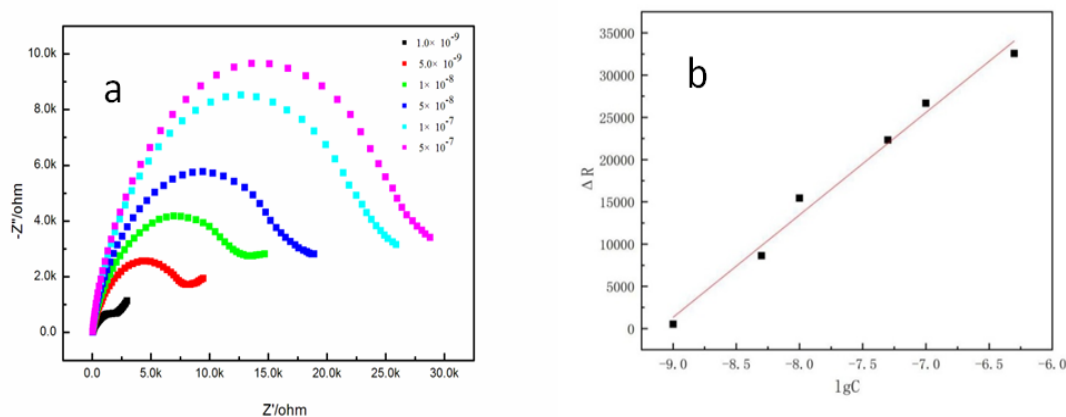 a
10.0k
8.0k
6.0k
4.0k
2.0k
0.0
-Z''/ohm
0.0
5.0k
10.0k
15.0k
20.0k
25.0k
30.0k
Z'/ohm
1.0× 10⁻⁹
5.0× 10⁻⁹
1× 10⁻⁸
5× 10⁻⁸
1× 10⁻⁷
5× 10⁻⁷
b
35000
30000
25000
20000
15000
10000
5000
0
ΔR
-9.0
-8.5
-8.0
-7.5
-7.0
-6.5
-6.0
lgC